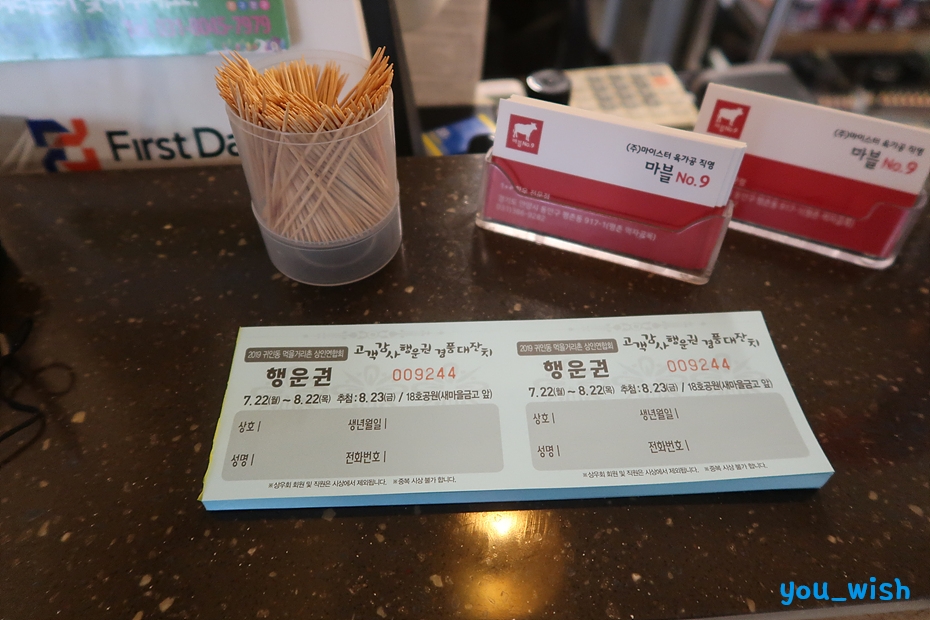 031-8045-7979
First Da
마블No.9
(주)마이스터 육가공 직영
마블 No.9
(주)마이스터 육가공 직영
마블 No.9
2019 귀인동 먹을거리촌 상인연합회
고객감사 행운권 경품대잔치
행운권
009244
7.22(월) ~ 8.22(목) 추첨:8.23(금) / 18호공원(새마을금고 앞)
상호 |
생년월일 |
성명 |
전화번호 |
※상우회 회원 및 직원은 시상에서 제외됩니다. ※중복 시상 불가 합니다.
2019 귀인동 먹을거리촌 상인연합회
고객감사 행운권 경품대잔치
행운권
009244
7.22(월) ~ 8.22(목) 추첨:8.23(금) / 18호공원(새마을금고 앞)
상호 |
생년월일 |
성명 |
전화번호 |
※상우회 회원 및 직원은 시상에서 제외됩니다. ※중복 시상 불가 합니다.
you_wish